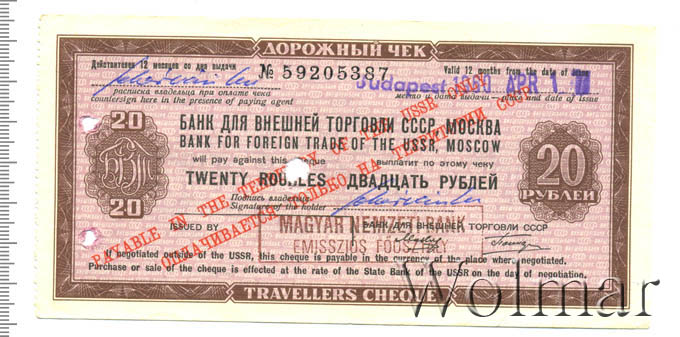 ДОРОЖНЫЙ ЧЕК
Действителен 12 месяцев со дня выдачи
Valid 12 months from the date of issue
№ 59205387
Budapest 1980 APR 1
расписка владельца при оплате чека
countersign here in the presence of paying agent
место и дата выдачи – place and date of issue
20
БАНК ДЛЯ ВНЕШНЕЙ ТОРГОВЛИ СССР, МОСКВА
BANK FOR FOREIGN TRADE OF THE USSR, MOSCOW
will pay against this cheque выплатит по этому чеку
TWENTY ROUBLES ДВАДЦАТЬ РУБЛЕЙ
20
РУБЛЕЙ
20
Подпись владельца
Signature of the holder
PAYABLE IN THE TERRITORY OF THE USSR ONLY
ОПЛАЧИВАЕТСЯ ТОЛЬКО НА ТЕРРИТОРИИ СССР
ISSUED BY
БАНК ДЛЯ ВНЕШНЕЙ ТОРГОВЛИ СССР
MAGYAR NEMZETI BANK
EMISSZIÓS FŐOSZT
If negotiated outside of the USSR, this cheque is payable in the currency of the place where negotiated.
Purchase or sale of the cheque is effected at the rate of the State Bank of the USSR on the day of negotiation.
TRAVELLERS CHEQUE
Wolmar